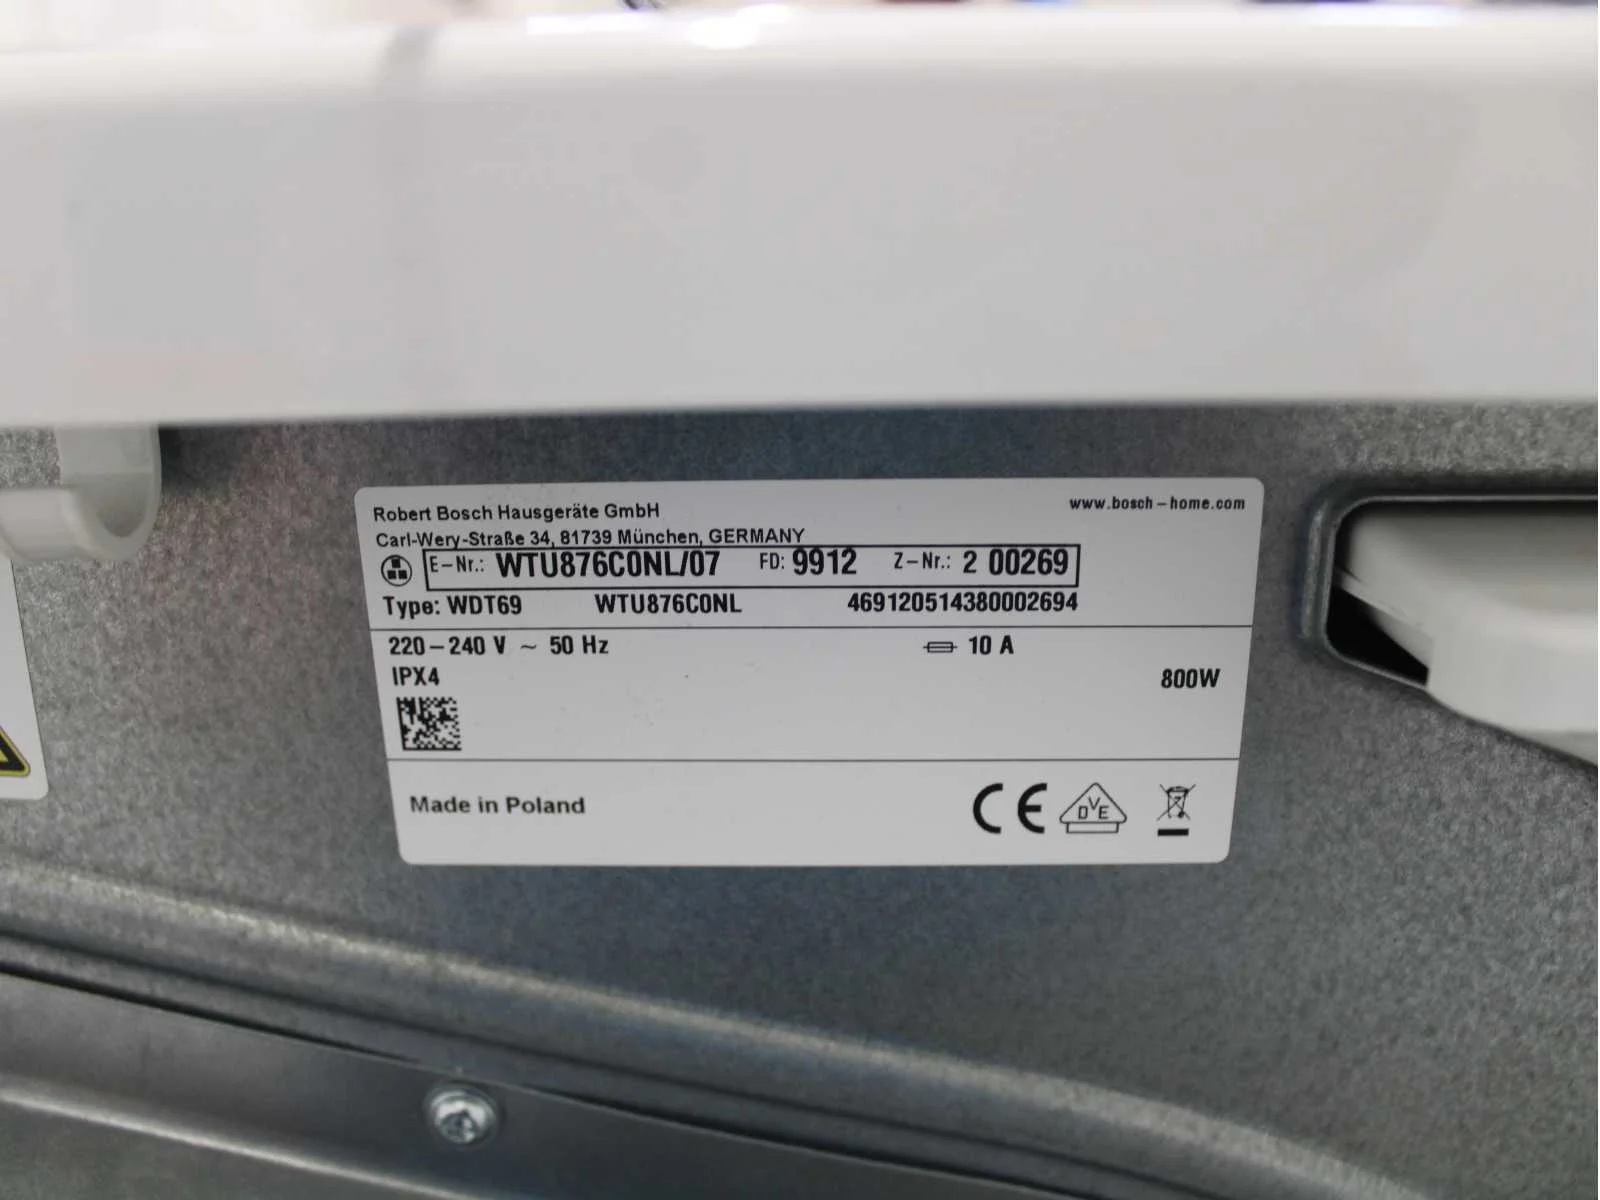 Robert Bosch Hausgeräte GmbH
www.bosch-home.com
Carl-Wery-Straße 34, 81739 München, GERMANY
E-Nr.: WTU876C0NL/07 FD: 9912 Z-Nr.: 2 00269
Type: WDT69 WTU876C0NL 469120514380002694
220-240 V ~ 50 Hz 10 A
IPX4 800W
Made in Poland CE DVE